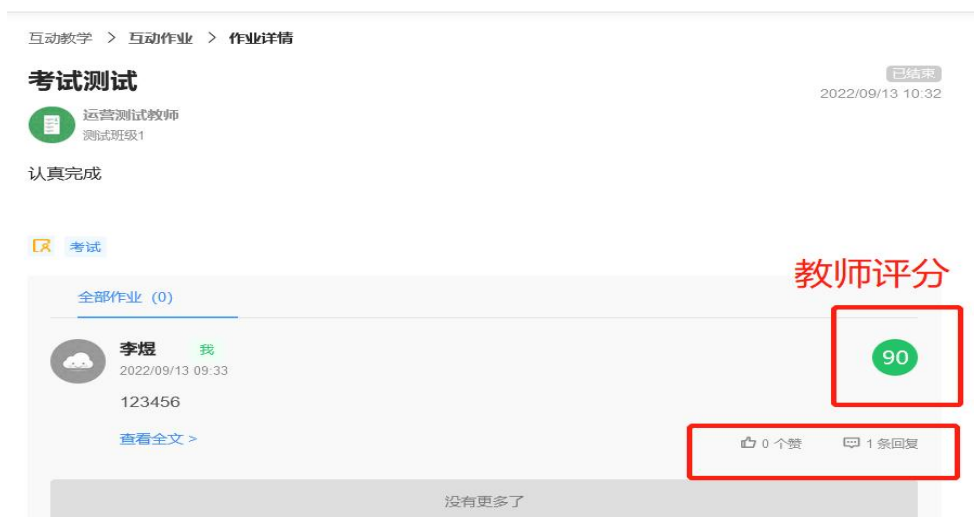 互动教学 > 互动作业 > 作业详情
考试测试
已结束
2022/09/13 10:32
运营测试教师
测试班级1
认真完成
考试
教师评分
全部作业 (0)
李煜 我
90
2022/09/13 09:33
123456
查看全文 >
0 个赞 1 条回复
没有更多了